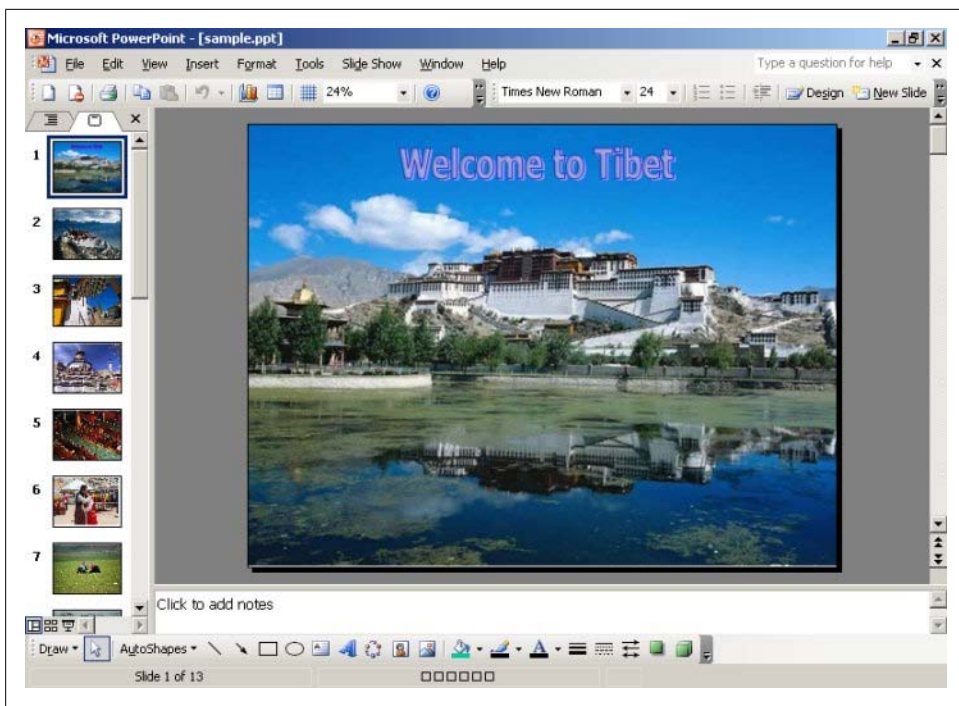 Microsoft PowerPoint - [sample.ppt]
File Edit View Insert Format Tools Slide Show Window Help Type a question for help
24% Times New Roman 24 Design New Slide
1
Welcome to Tibet
2
3
4
5
6
7
Click to add notes
Draw AutoShapes
Slide 1 of 13